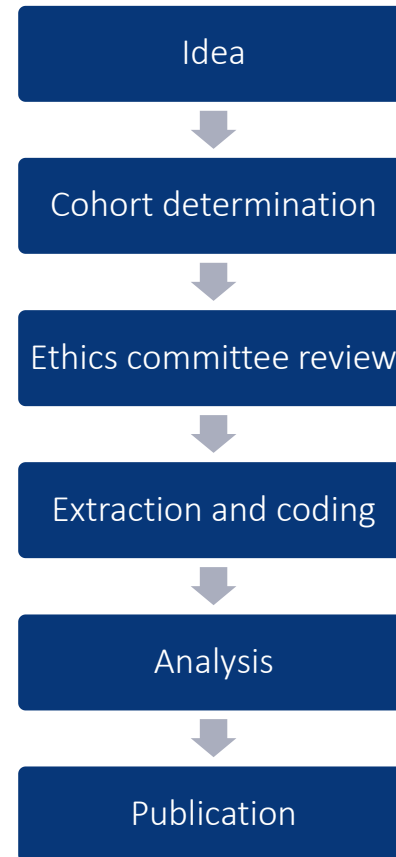 Idea
Cohort determination
Ethics committee review
Extraction and coding
Analysis
Publication